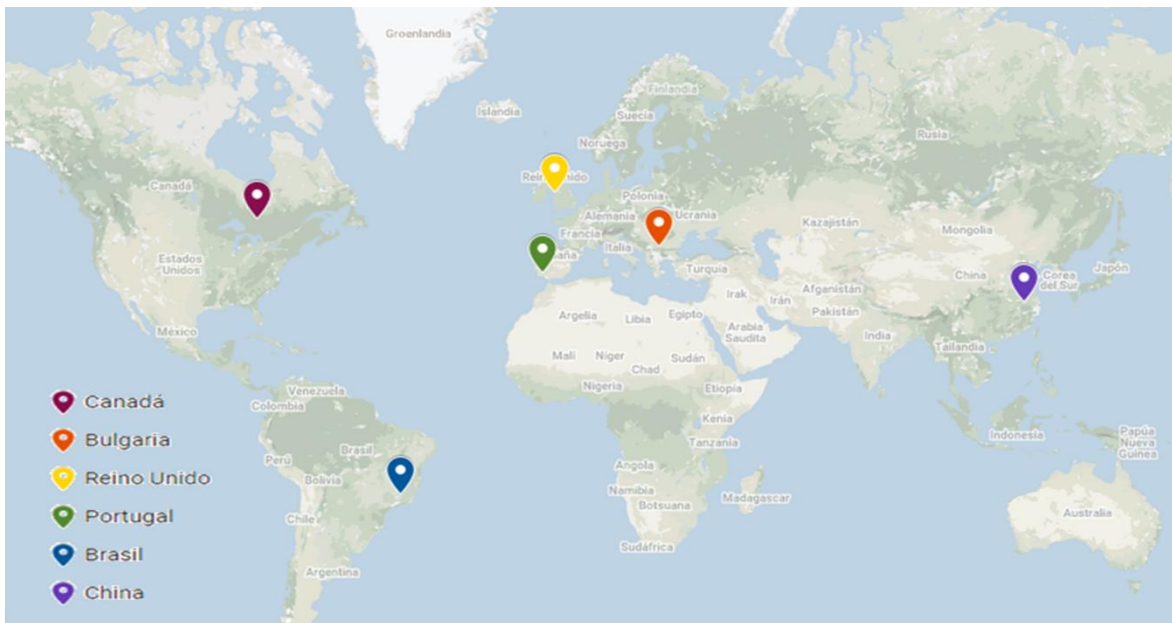 Groenlandia
Islandia
Finlandia
Suecia
Noruega
Rusia
Canadá
Reino Unido
Polonia
Alemania
Ucrania
Francia
Kazajistán
Mongolia
Italia
Estados
Unidos
Turquía
China
Corea
del Sur
Japón
Irak
Irán
Afganistán
Pakistán
Argelia
Libia
Egipto
Arabia
Saudita
India
México
Malí
Níger
Chad
Sudán
Tailandia
Nigeria
Etiopía
Venezuela
Colombia
Kenia
Tanzania
Indonesia
Papúa
Nueva
Guinea
Perú
Brasil
Bolivia
Angola
Namibia
Botsuana
Madagascar
Chile
Sudáfrica
Australia
Argentina
Canadá
Bulgaria
Reino Unido
Portugal
Brasil
China